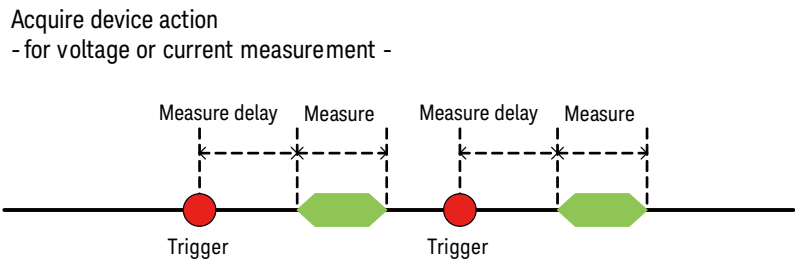 Acquire device action
- for voltage or current measurement -
Measure delay Measure Measure delay Measure
Trigger Trigger